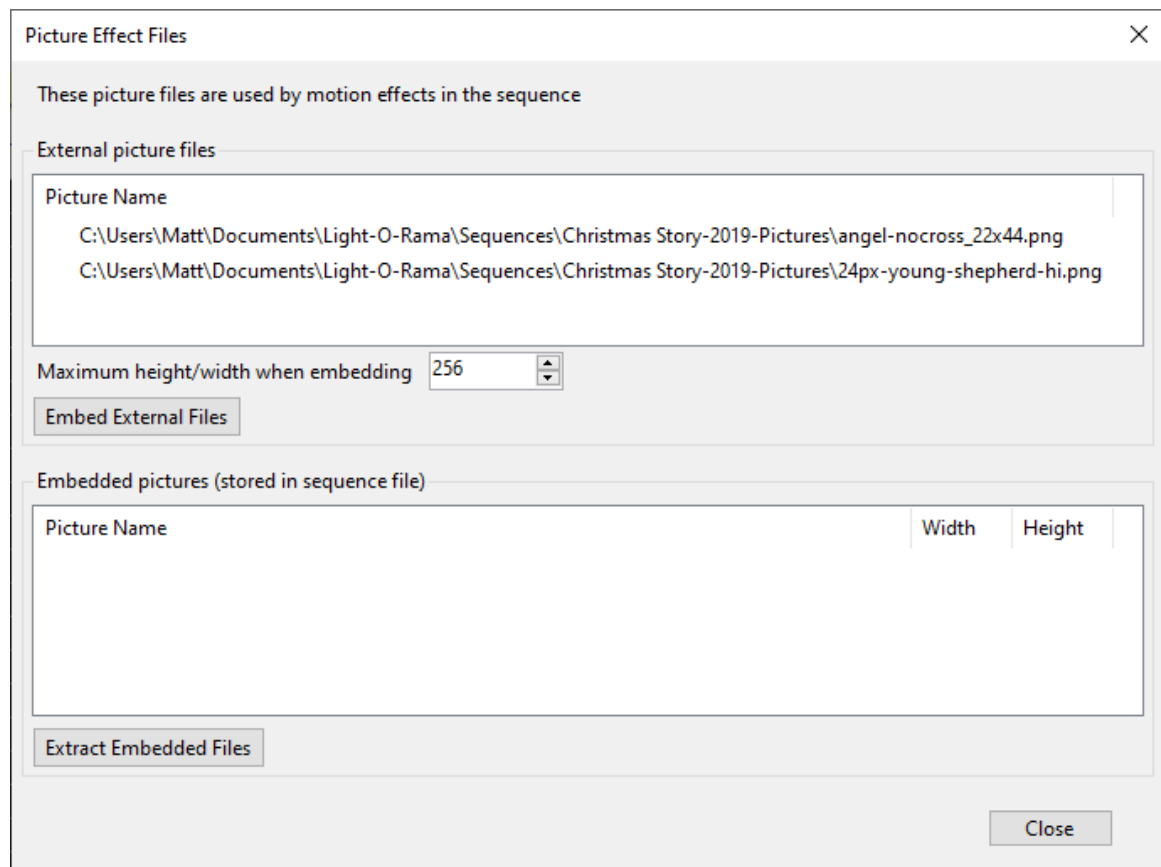 Picture Effect Files
These picture files are used by motion effects in the sequence
External picture files
Picture Name
C:\Users\Matt\Documents\Light-O-Rama\Sequences\Christmas Story-2019-Pictures\angel-nocross_22x44.png
C:\Users\Matt\Documents\Light-O-Rama\Sequences\Christmas Story-2019-Pictures\24px-young-shepherd-hi.png
Maximum height/width when embedding 256
Embed External Files
Embedded pictures (stored in sequence file)
Picture Name Width Height
Extract Embedded Files
Close